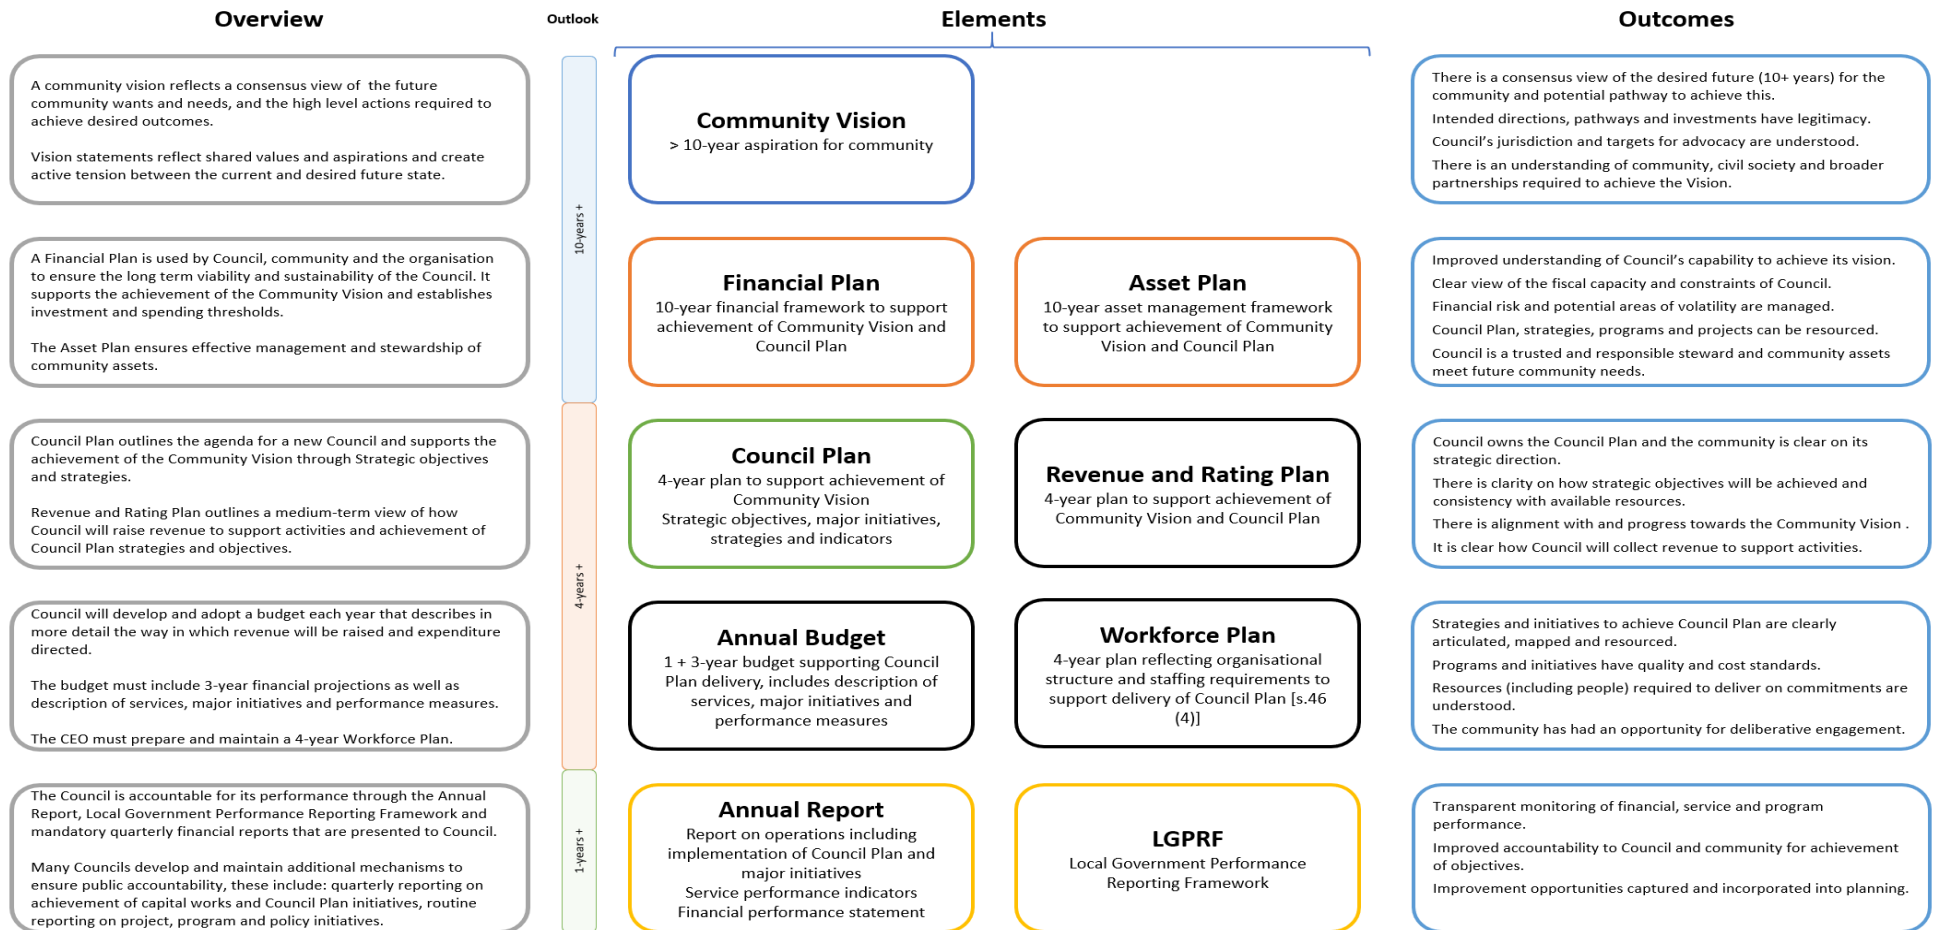 Overview
Outlook
Elements
Outcomes
A community vision reflects a consensus view of  the future
community wants and needs, and the high level actions required to
achieve desired outcomes.
Vision statements reflect shared values and aspirations and create
active tension between the current and desired future state.
10-years +
Community Vision
> 10-year aspiration for community
There is a consensus view of the desired future (10+ years) for the
community and potential pathway to achieve this.
Intended directions, pathways and investments have legitimacy.
Council's jurisdiction and targets for advocacy are understood.
There is an understanding of community, civil society and broader
partnerships required to achieve the Vision.
A Financial Plan is used by Council, community and the organisation
to ensure the long term viability and sustainability of the Council. It
supports the achievement of the Community Vision and establishes
investment and spending thresholds.
The Asset Plan ensures effective management and stewardship of
community assets.
Financial Plan
10-year financial framework to support
achievement of Community Vision and
Council Plan
Asset Plan
10-year asset management framework
to support achievement of Community
Vision and Council Plan
Improved understanding of Council's capability to achieve its vision.
Clear view of the fiscal capacity and constraints of Council.
Financial risk and potential areas of volatility are managed.
Council Plan, strategies, programs and projects can be resourced.
Council is a trusted and responsible steward and community assets
meet future community needs.
Council Plan outlines the agenda for a new Council and supports the
achievement of the Community Vision through Strategic objectives
and strategies.
Revenue and Rating Plan outlines a medium-term view of how
Council will raise revenue to support activities and achievement of
Council Plan strategies and objectives.
4-years +
Council Plan
4-year plan to support achievement of
Community Vision
Strategic objectives, major initiatives,
strategies and indicators
Revenue and Rating Plan
4-year plan to support achievement of
Community Vision and Council Plan
Council owns the Council Plan and the community is clear on its
strategic direction.
There is clarity on how strategic objectives will be achieved and
consistency with available resources.
There is alignment with and progress towards the Community Vision .
It is clear how Council will collect revenue to support activities.
Council will develop and adopt a budget each year that describes in
more detail the way in which revenue will be raised and expenditure
directed.
The budget must include 3-year financial projections as well as
description of services, major initiatives and performance measures.
The CEO must prepare and maintain a 4-year Workforce Plan.
Annual Budget
1 + 3-year budget supporting Council
Plan delivery, includes description of
services, major initiatives and
performance measures
Workforce Plan
4-year plan reflecting organisational
structure and staffing requirements to
support delivery of Council Plan [s.46
(4)]
Strategies and initiatives to achieve Council Plan are clearly
articulated, mapped and resourced.
Programs and initiatives have quality and cost standards.
Resources (including people) required to deliver on commitments are
understood.
The community has had an opportunity for deliberative engagement.
The Council is accountable for its performance through the Annual
Report, Local Government Performance Reporting Framework and
mandatory quarterly financial reports that are presented to Council.
Many Councils develop and maintain additional mechanisms to
ensure public accountability, these include: quarterly reporting on
achievement of capital works and Council Plan initiatives, routine
reporting on project, program and policy initiatives.
1-years +
Annual Report
Report on operations including
implementation of Council Plan and
major initiatives
Service performance indicators
Financial performance statement
LGPRF
Local Government Performance
Reporting Framework
Transparent monitoring of financial, service and program
performance.
Improved accountability to Council and community for achievement
of objectives.
Improvement opportunities captured and incorporated into planning.